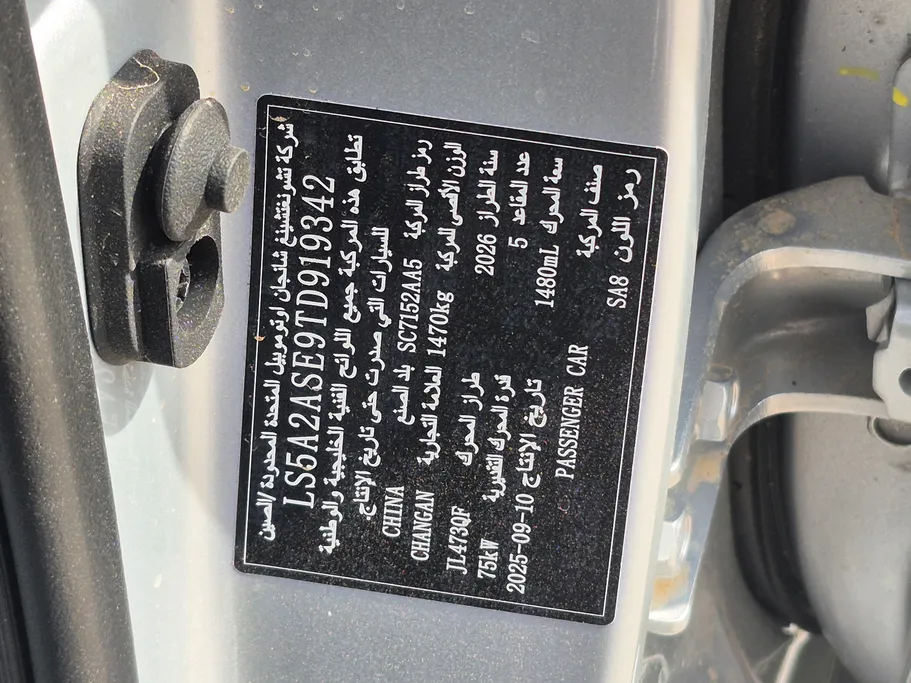 شركة تشونغتشينغ شانجان اوتوموبيل المتحدة المحدودة/الصين
LS5A2ASE9TD919342
تطابق هذه المركبة جميع اللوائح الفنية الخليجية والوطنية
للسيارات التي صدرت حتى تاريخ الإنتاج.
رمز طراز المركبة SC7152AA5 بلد الصنع CHINA
الوزن الأقصى للمركبة 1470kg العلامة التجارية CHANGAN
سنة الطراز 2026 طراز المحرك JL473QF
عدد المقاعد 5 قدرة المحرك التقديرية 75kW
سعة المحرك 1480mL تاريخ الإنتاج 2025-09-10
صنف المركبة PASSENGER CAR
رمز اللون SA8